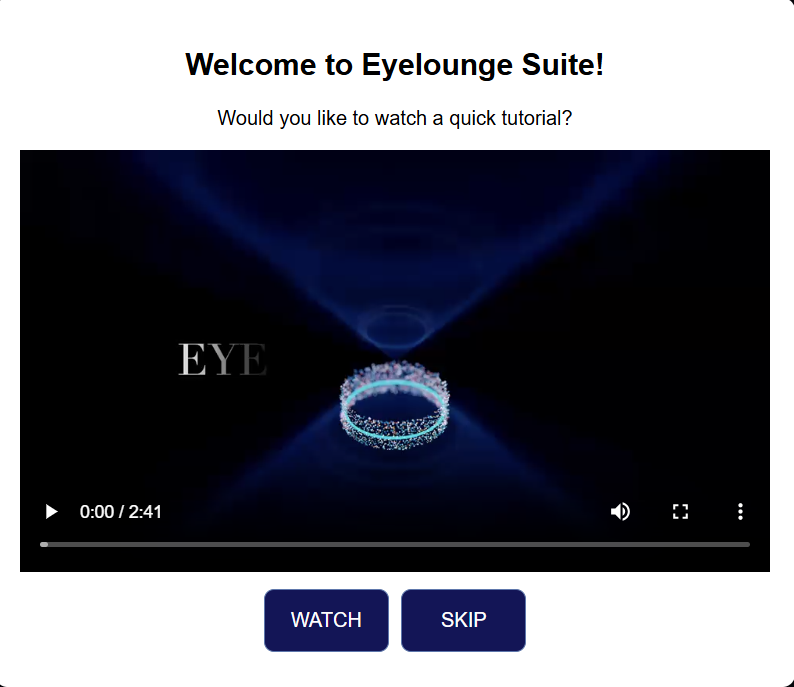 Welcome to Eyelounge Suite!
Would you like to watch a quick tutorial?
EYE
0:00 / 2:41
WATCH
SKIP